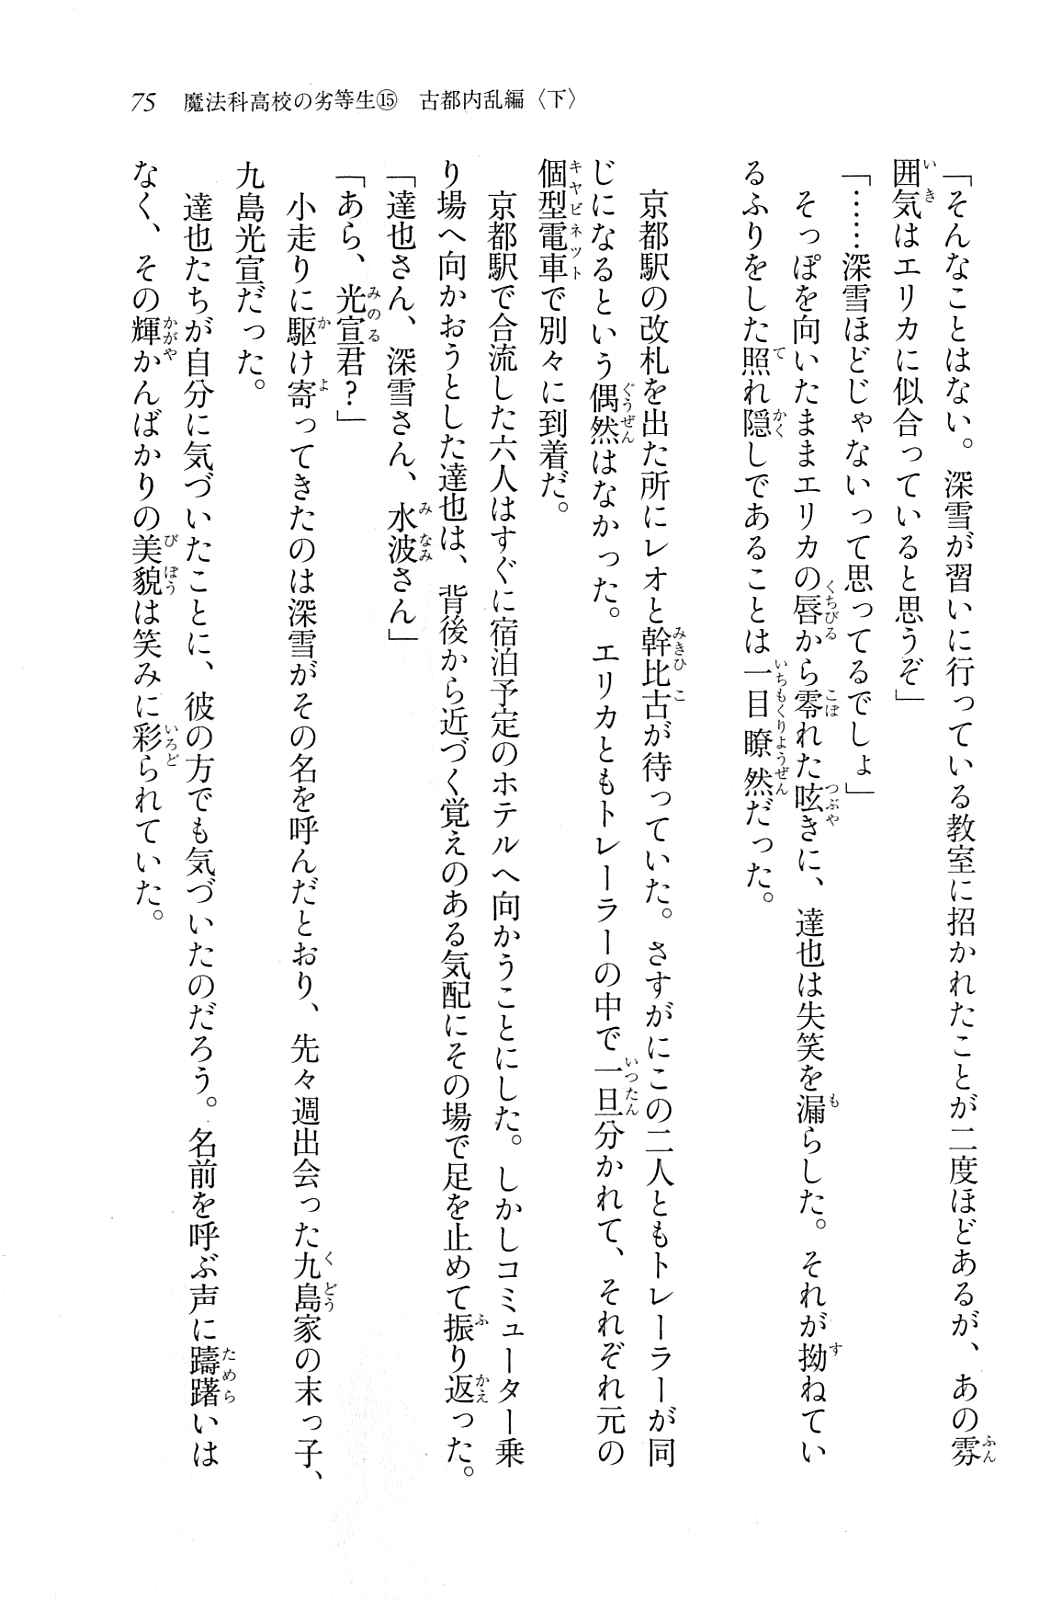 75　魔法科高校の劣等生⑮　古都内乱編〈下〉
「そんなことはない。深雪が習いに行っている教室に招かれたことが二度ほどあるが、あの雰
囲気はエリカに似合っていると思うぞ」
「……深雪ほどじゃないって思ってるでしょ」
そっぽを向いたままエリカの唇から零れた呟きに、達也は失笑を漏らした。それが拗ねてい
るふりをした照れ隠しであることは一目瞭然だった。
京都駅の改札を出た所にレオと幹比古が待っていた。さすがにこの二人ともトレーラーが同
じになるという偶然はなかった。エリカともトレーラーの中で一旦分かれて、それぞれ元の
個型電車で別々に到着だ。
京都駅で合流した六人はすぐに宿泊予定のホテルへ向かうことにした。しかしコミューター乗
り場へ向かおうとした達也は、背後から近づく覚えのある気配にその場で足を止めて振り返った。
「達也さん、深雪さん、水波さん」
「あら、光宣君？」
小走りに駆け寄ってきたのは深雪がその名を呼んだとおり、先々週出会った九島家の末っ子、
九島光宣だった。
達也たちが自分に気づいたことに、彼の方でも気づいたのだろう。名前を呼ぶ声に躊躇いは
なく、その輝かんばかりの美貌は笑みに彩られていた。